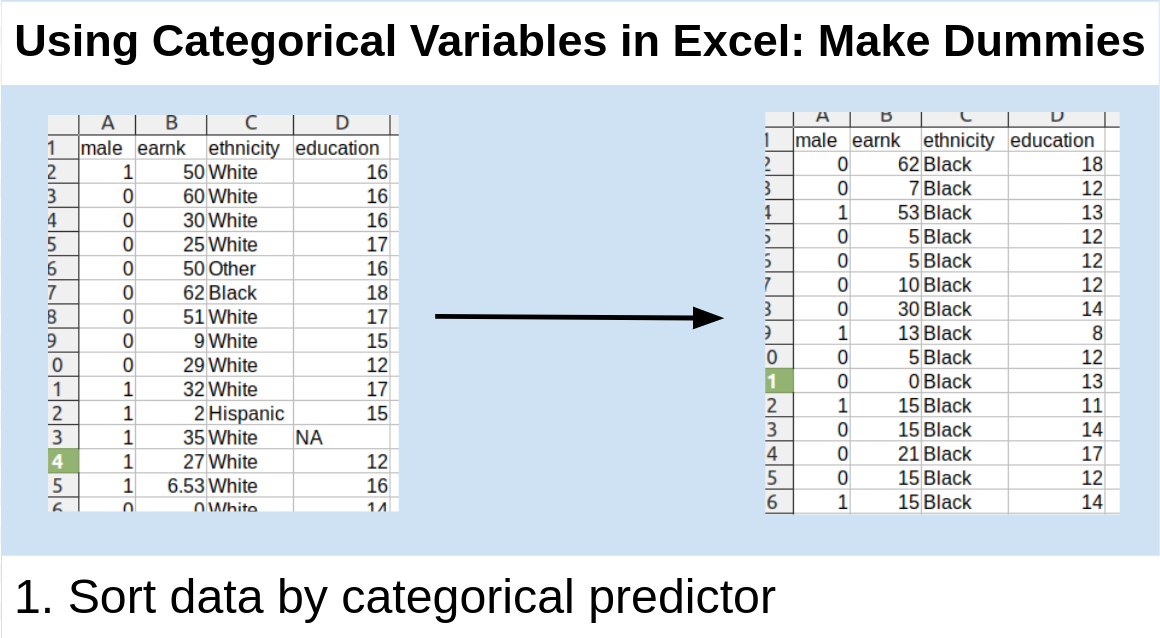 Using Categorical Variables in Excel: Make Dummies
A B C D
1 male earnk ethnicity education
2 1 50 White 16
3 0 60 White 16
4 0 30 White 16
5 0 25 White 17
6 0 50 Other 16
7 0 62 Black 18
8 0 51 White 17
9 0 9 White 15
0 0 29 White 12
1 1 32 White 17
2 1 2 Hispanic 15
3 1 35 White NA
4 1 27 White 12
5 1 6.53 White 16
6 0 0 White 14
A B C D
1 male earnk ethnicity education
2 0 62 Black 18
3 0 7 Black 12
4 1 53 Black 13
5 0 5 Black 12
6 0 5 Black 12
7 0 10 Black 12
8 0 30 Black 14
9 1 13 Black 8
0 0 5 Black 12
1 0 0 Black 13
2 1 15 Black 11
3 0 15 Black 14
4 0 21 Black 17
5 0 15 Black 12
6 1 15 Black 14
1. Sort data by categorical predictor